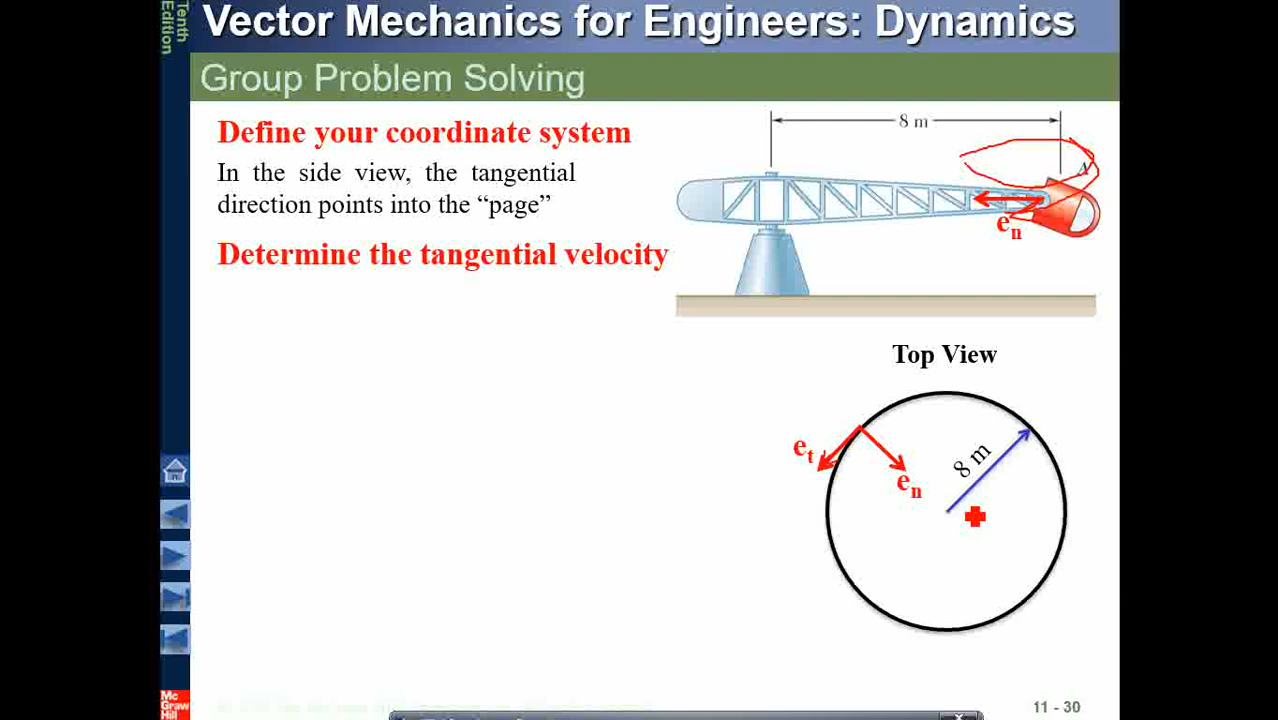 Tenth
Edition
Vector Mechanics for Engineers: Dynamics
Group Problem Solving
Define your coordinate system
In the side view, the tangential
direction points into the “page”
Determine the tangential velocity
8 m
A
en
Top View
et
en
8 m
Mc
Graw
Hill
11 - 30